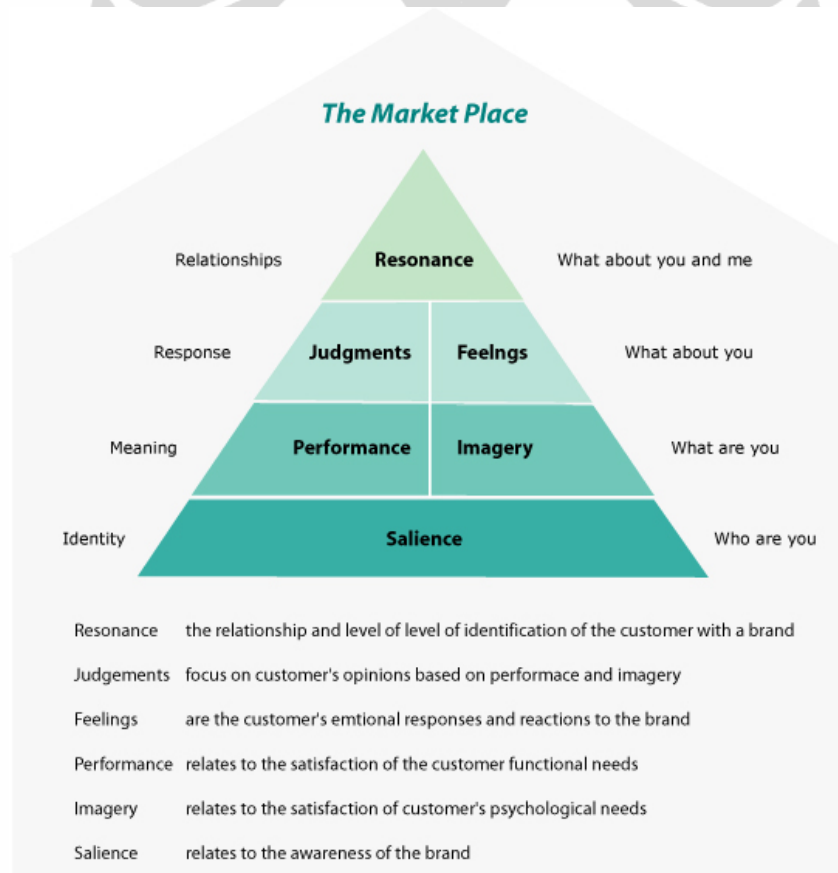 The Market Place
Relationships Resonance What about you and me
Response Judgments Feelngs What about you
Meaning Performance Imagery What are you
Identity Salience Who are you
Resonance the relationship and level of level of identification of the customer with a brand
Judgements focus on customer's opinions based on performace and imagery
Feelings are the customer's emtional responses and reactions to the brand
Performance relates to the satisfaction of the customer functional needs
Imagery relates to the satisfaction of customer's psychological needs
Salience relates to the awareness of the brand